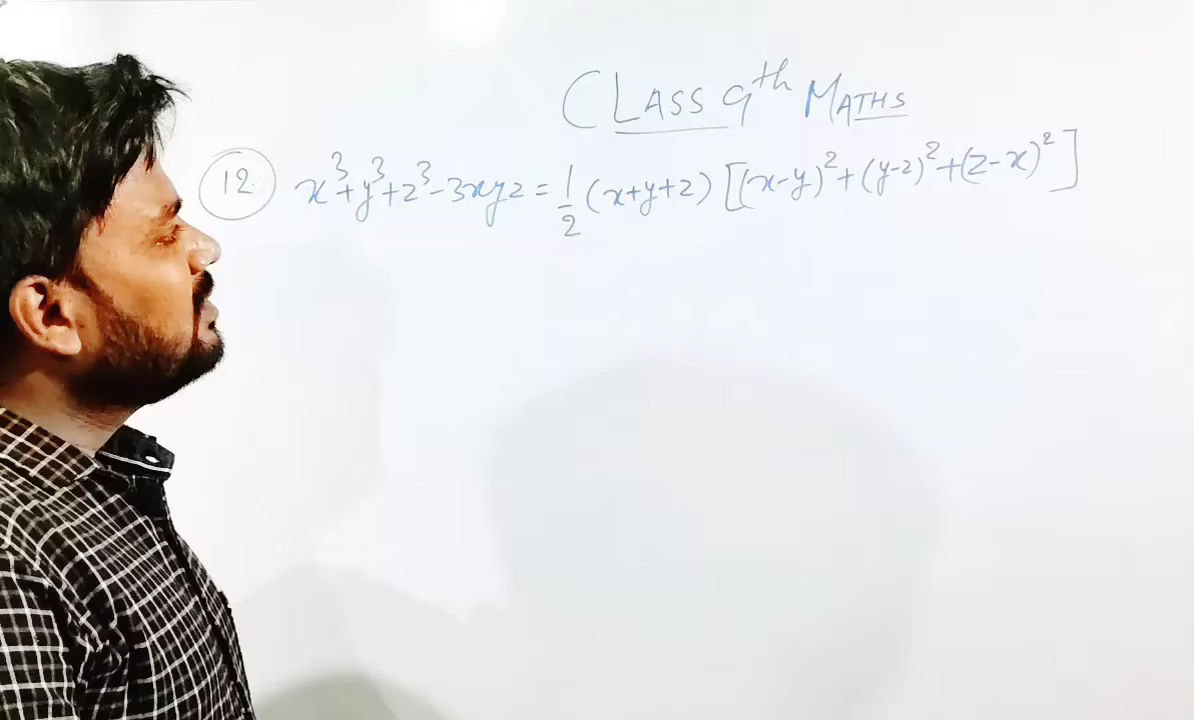 CLASS 9th MATHS
12. x³+y³+z³-3xyz = 1/2 (x+y+z) [(x-y)²+(y-z)²+(z-x)²]